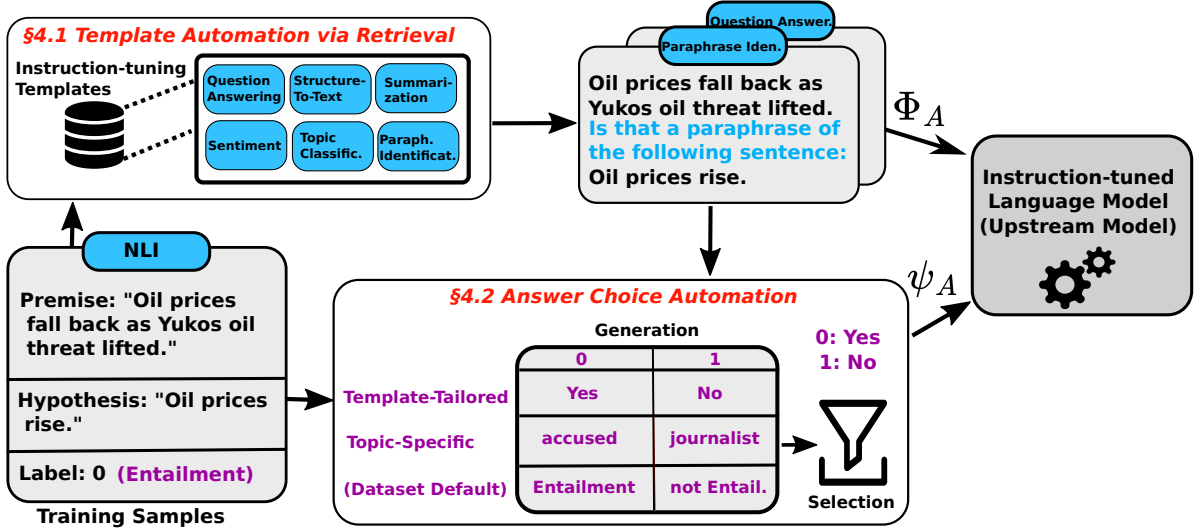 §4.1 Template Automation via Retrieval
Instruction-tuning
Templates
Question
Answering
Structure-
To-Text
Summari-
zation
Sentiment
Topic
Classific.
Paraph.
Identificat.
Question Answer.
Paraphrase Iden.
Oil prices fall back as
Yukos oil threat lifted.
Is that a paraphrase of
the following sentence:
Oil prices rise.
Φ_A
Instruction-tuned
Language Model
(Upstream Model)
ψ_A
NLI
Premise: "Oil prices
fall back as Yukos oil
threat lifted."
Hypothesis: "Oil prices
rise."
Label: 0 (Entailment)
Training Samples
§4.2 Answer Choice Automation
Generation
0 1
Template-Tailored Yes No
Topic-Specific accused journalist
(Dataset Default) Entailment not Entail.
0: Yes
1: No
Selection